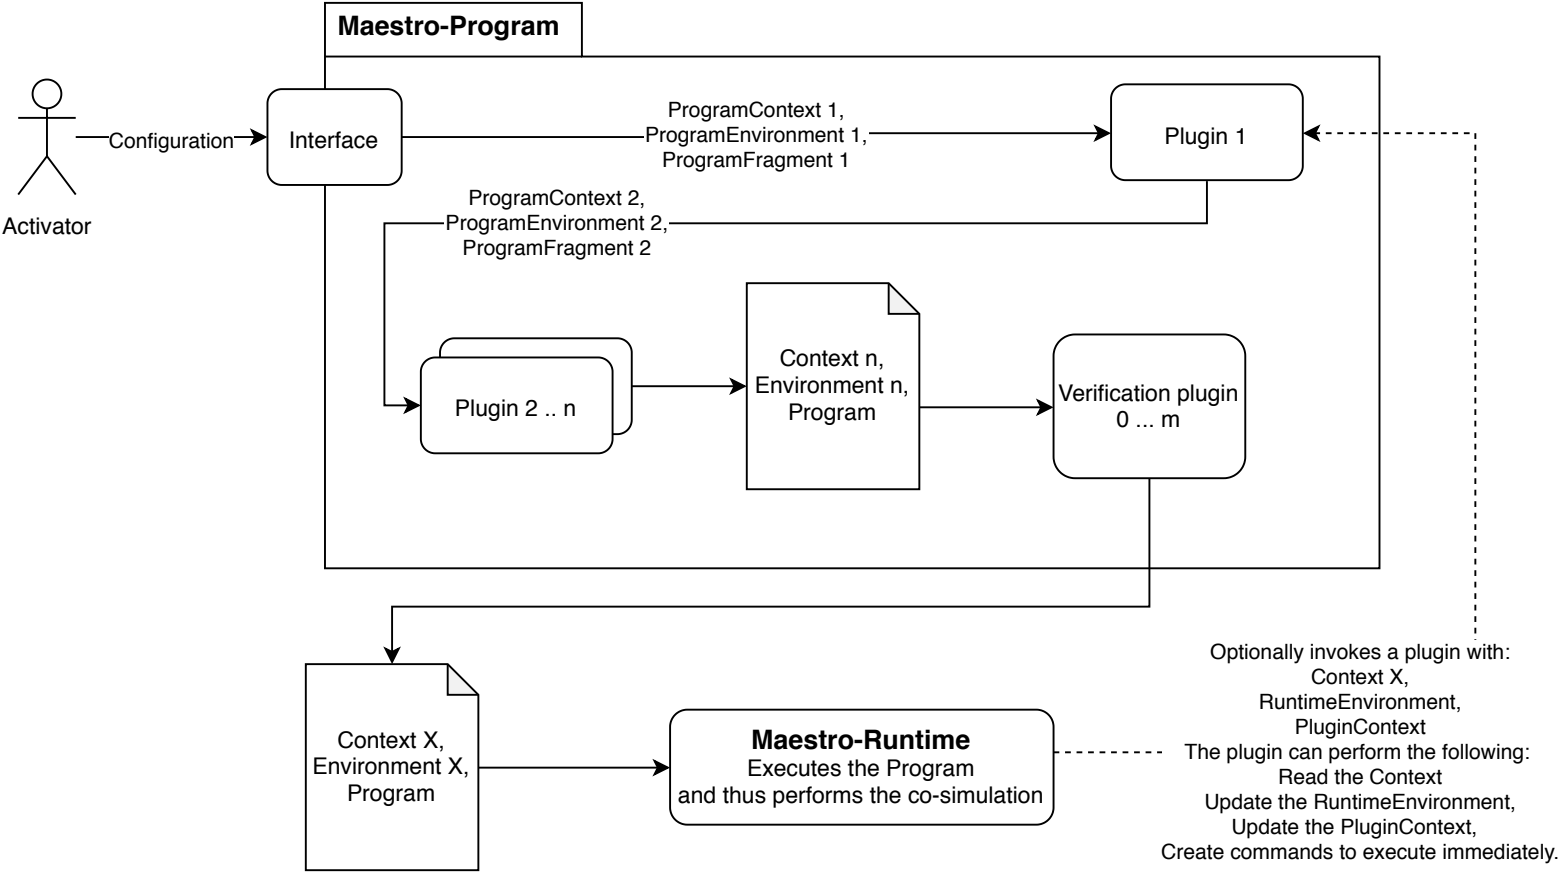 Maestro-Program
Activator
Configuration
Interface
ProgramContext 1,
ProgramEnvironment 1,
ProgramFragment 1
Plugin 1
ProgramContext 2,
ProgramEnvironment 2,
ProgramFragment 2
Plugin 2 .. n
Context n,
Environment n,
Program
Verification plugin
0 ... m
Context X,
Environment X,
Program
Maestro-Runtime
Executes the Program
and thus performs the co-simulation
Optionally invokes a plugin with:
Context X,
RuntimeEnvironment,
PluginContext
The plugin can perform the following:
Read the Context
Update the RuntimeEnvironment,
Update the PluginContext,
Create commands to execute immediately.